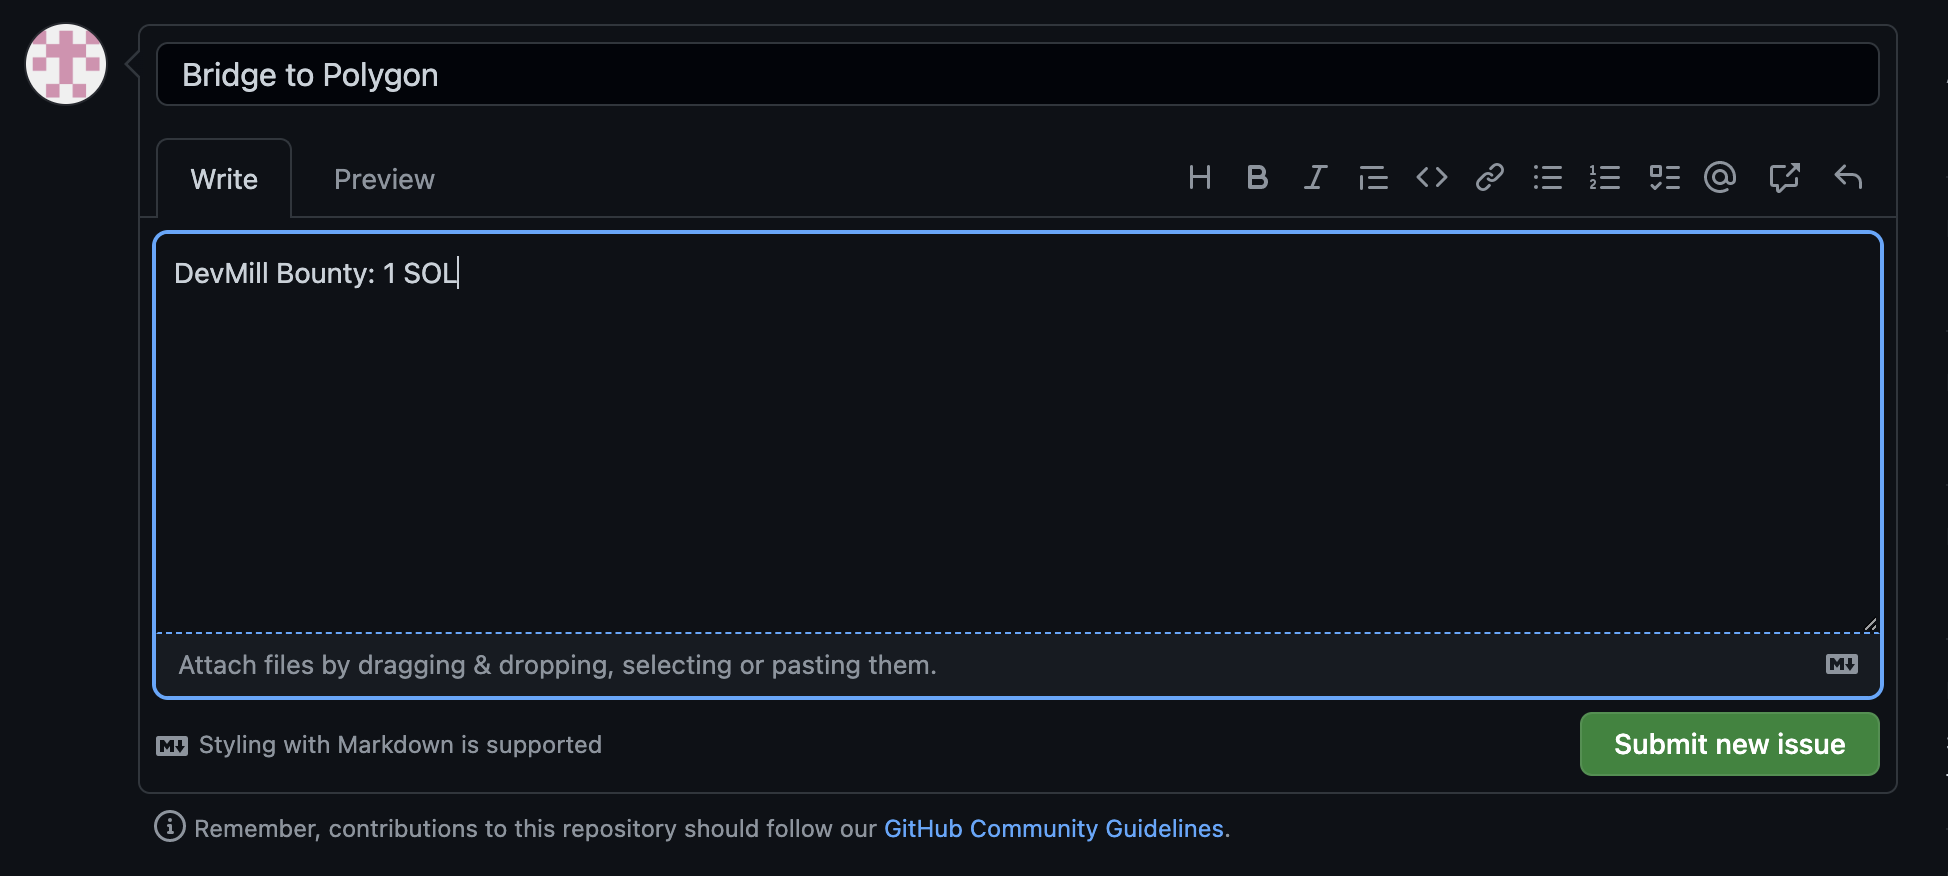 Bridge to Polygon
Write Preview
DevMill Bounty: 1 SOL
Attach files by dragging & dropping, selecting or pasting them.
Styling with Markdown is supported
Submit new issue
Remember, contributions to this repository should follow our GitHub Community Guidelines.